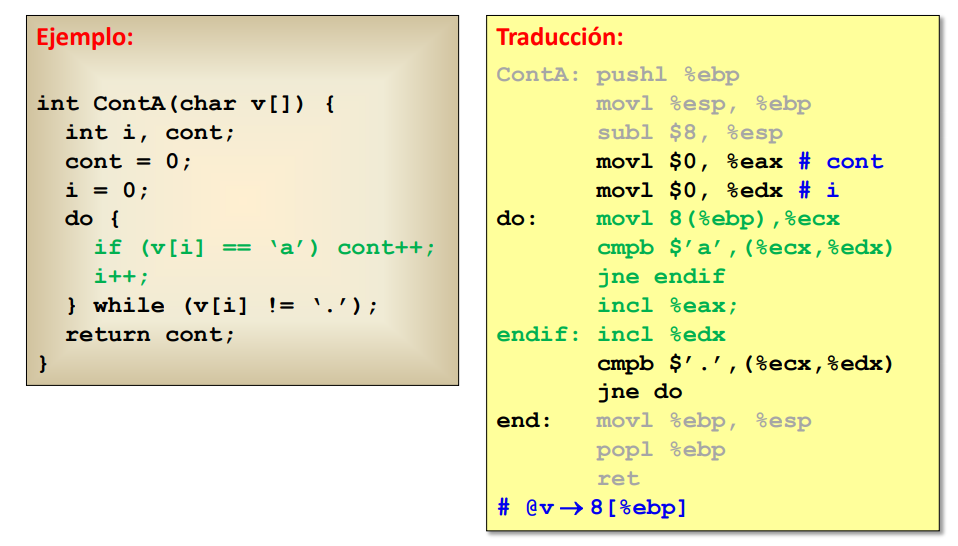 Ejemplo:
int ContA(char v[]) {
  int i, cont;
  cont = 0;
  i = 0;
  do {
    if (v[i] == ‘a’) cont++;
    i++;
  } while (v[i] != ‘.’);
  return cont;
}
Traducción:
ContA: pushl %ebp
       movl %esp, %ebp
       subl $8, %esp
       movl $0, %eax # cont
       movl $0, %edx # i
do:    movl 8(%ebp),%ecx
       cmpb $’a’,(%ecx,%edx)
       jne endif
       incl %eax;
endif: incl %edx
       cmpb $’.’,(%ecx,%edx)
       jne do
end:   movl %ebp, %esp
       popl %ebp
       ret
# @v → 8[%ebp]